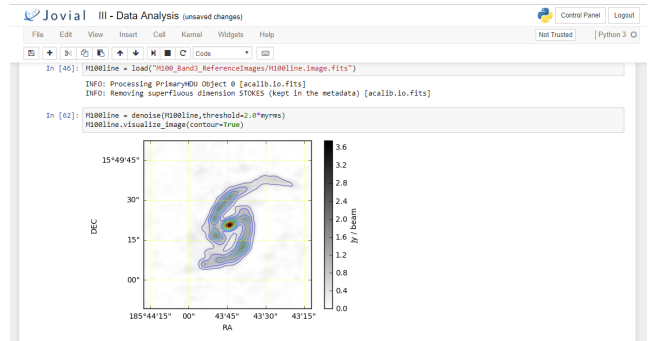 Jovial III - Data Analysis (unsaved changes)
Control Panel Logout
File Edit View Insert Cell Kernel Widgets Help
Not Trusted Python 3
Code
In [46]: M100line = load("M100_Band3_ReferenceImages/M100line.image.fits")
INFO: Processing PrimaryHDU Object 0 [acalib.io.fits]
INFO: Removing superfluous dimension STOKES (kept in the metadata) [acalib.io.fits]
In [62]: M100line = denoise(M100line,threshold=2.0*myrms)
M100line.visualize_image(contour=True)
15°49'45"
30"
15"
00"
DEC
185°44'15" 00" 43'45" 43'30" 43'15"
RA
3.6
3.2
2.8
2.4
2.0
1.6
1.2
0.8
0.4
0.0
Jy / beam